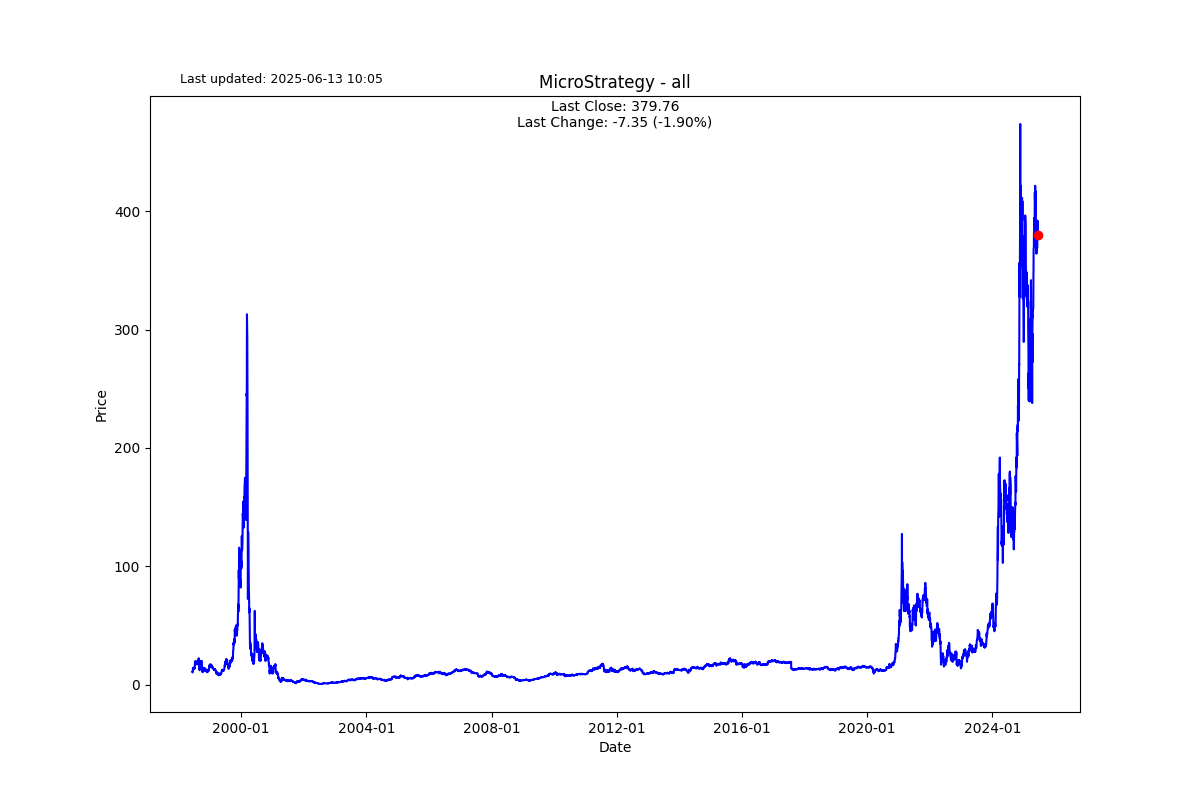 Last updated: 2025-06-13 10:05
MicroStrategy - all
Last Close: 379.76
Last Change: -7.35 (-1.90%)
400
300
200
100
0
Price
2000-01
2004-01
2008-01
2012-01
2016-01
2020-01
2024-01
Date